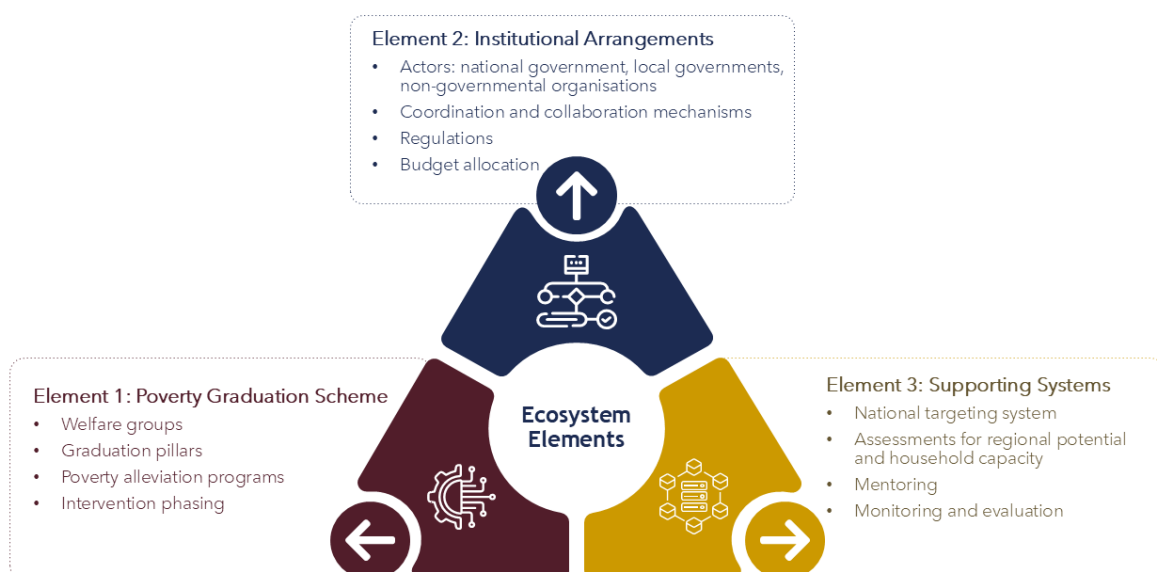 Element 2: Institutional Arrangements
• Actors: national government, local governments,
non-governmental organisations
• Coordination and collaboration mechanisms
• Regulations
• Budget allocation
Element 1: Poverty Graduation Scheme
• Welfare groups
• Graduation pillars
• Poverty alleviation programs
• Intervention phasing
Ecosystem
Elements
Element 3: Supporting Systems
• National targeting system
• Assessments for regional potential
and household capacity
• Mentoring
• Monitoring and evaluation